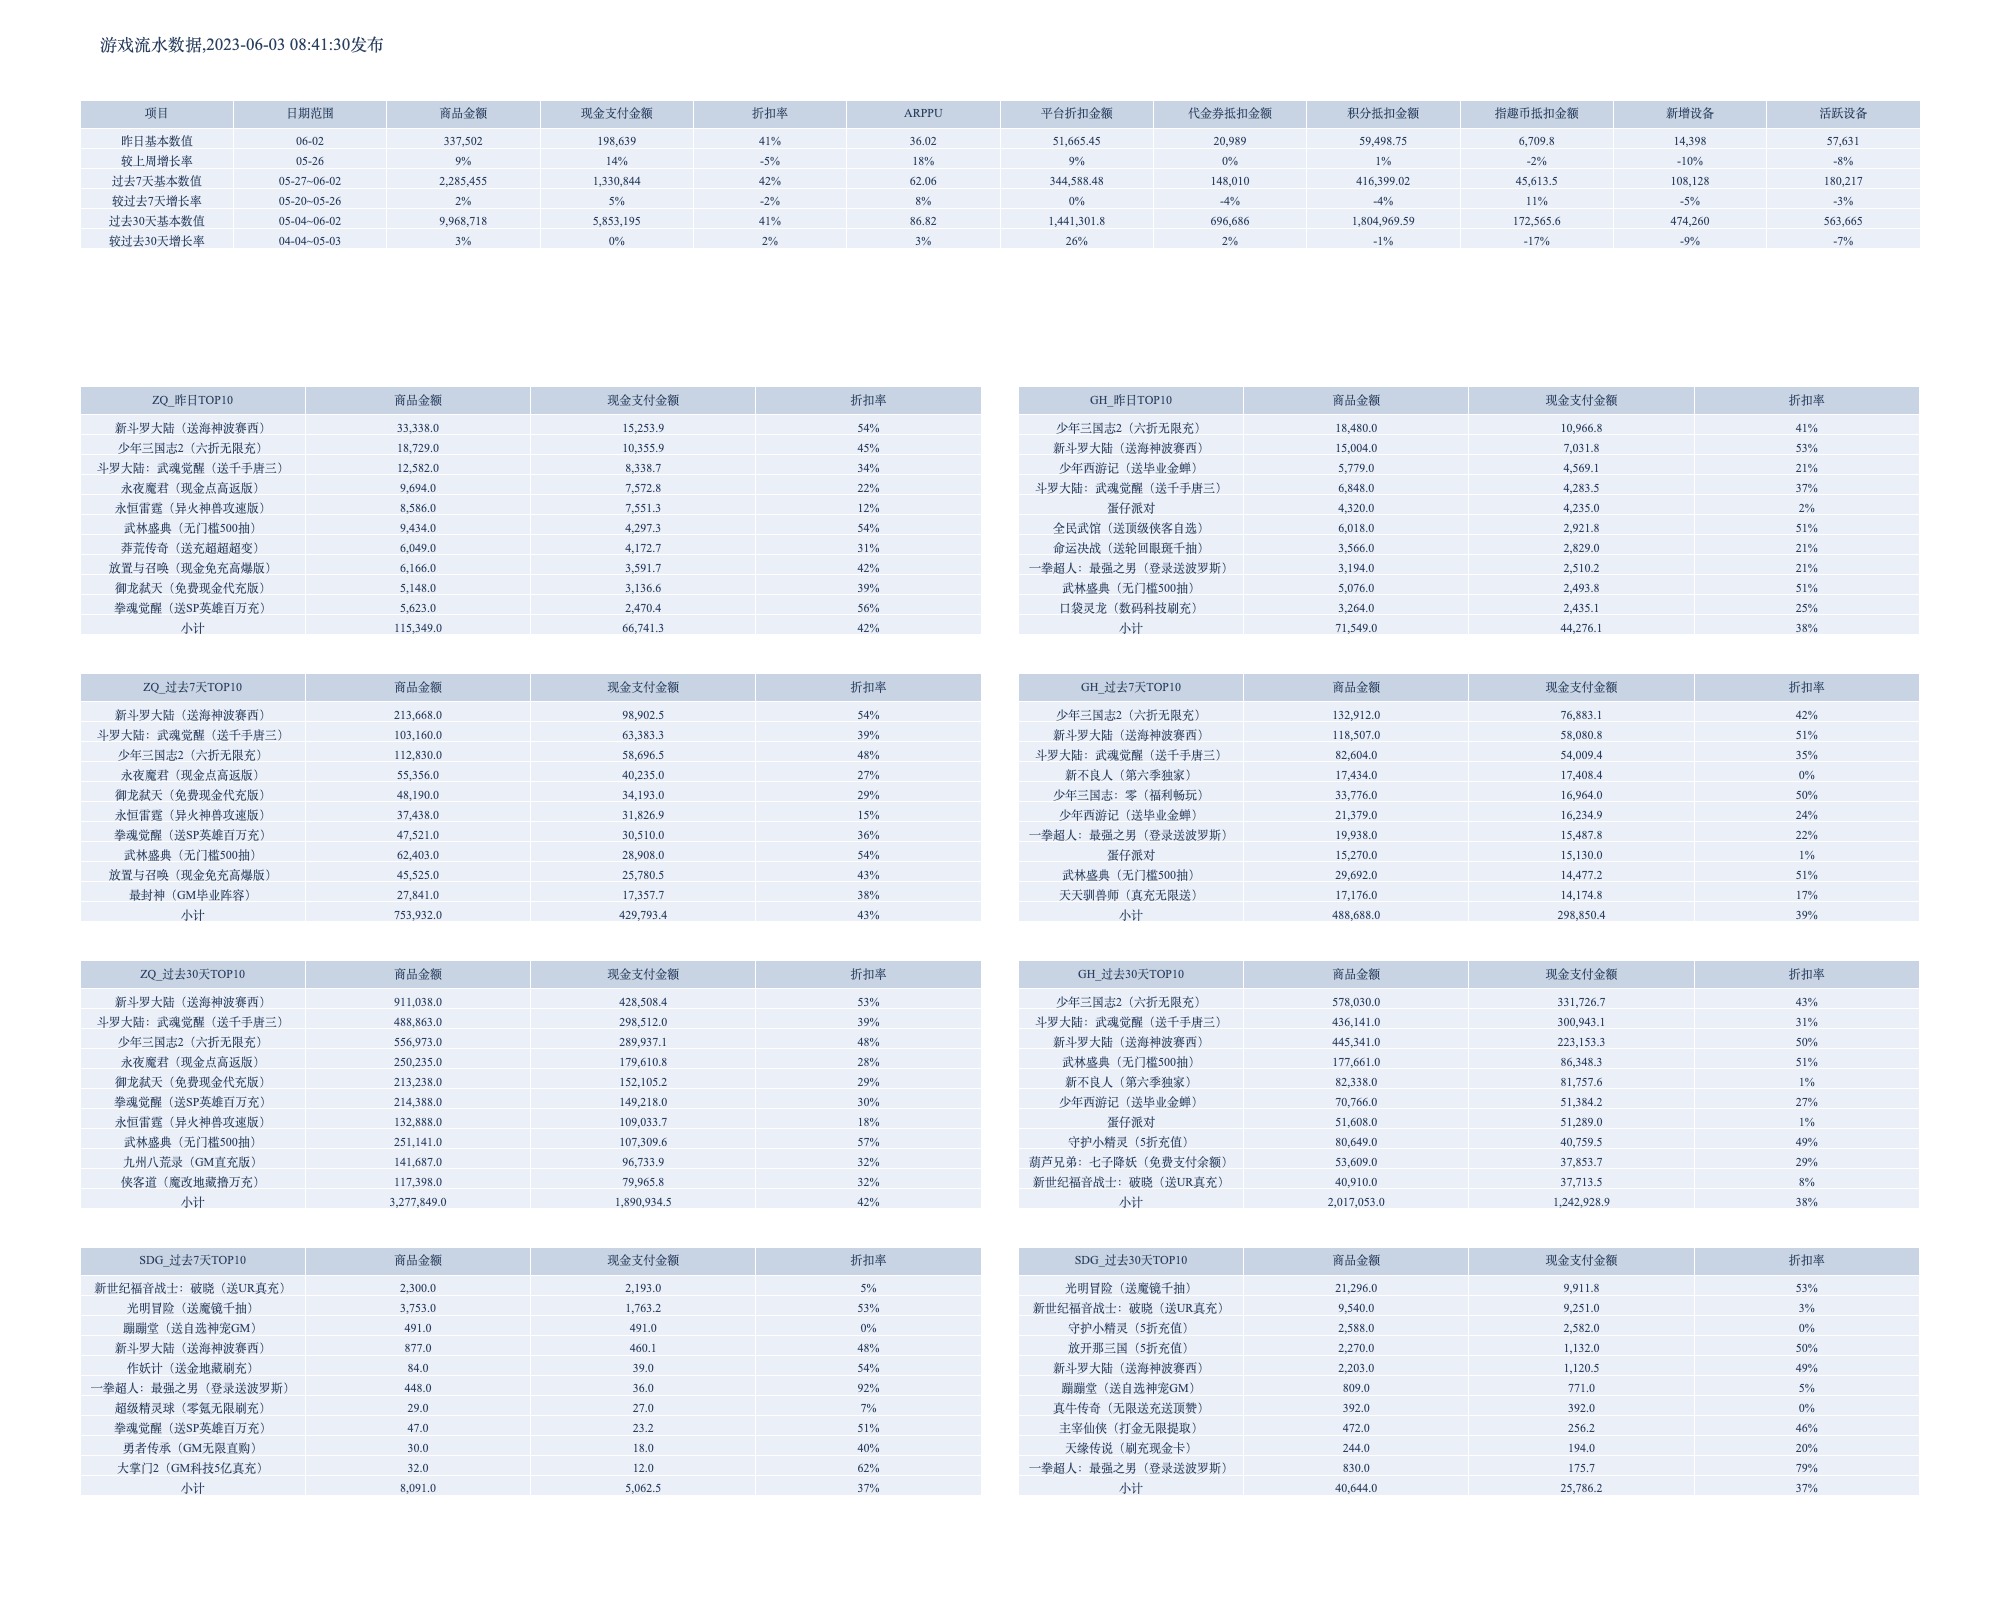 游戏流水数据,2023-06-03 08:41:30发布
项目 日期范围 商品金额 现金支付金额 折扣率 ARPPU 平台折扣金额 代金券抵扣金额 积分抵扣金额 指趣币抵扣金额 新增设备 活跃设备
昨日基本数值 06-02 337,502 198,639 41% 36.02 51,665.45 20,989 59,498.75 6,709.8 14,398 57,631
较上周增长率 05-26 9% 14% -5% 18% 9% 0% 1% -2% -10% -8%
过去7天基本数值 05-27~06-02 2,285,455 1,330,844 42% 62.06 344,588.48 148,010 416,399.02 45,613.5 108,128 180,217
较过去7天增长率 05-20~05-26 2% 5% -2% 8% 0% -4% -4% 11% -5% -3%
过去30天基本数值 05-04~06-02 9,968,718 5,853,195 41% 86.82 1,441,301.8 696,686 1,804,969.59 172,565.6 474,260 563,665
较过去30天增长率 04-04~05-03 3% 0% 2% 3% 26% 2% -1% -17% -9% -7%
ZQ_昨日TOP10 商品金额 现金支付金额 折扣率
新斗罗大陆（送海神波赛西） 33,338.0 15,253.9 54%
少年三国志2（六折无限充） 18,729.0 10,355.9 45%
斗罗大陆：武魂觉醒（送千手唐三） 12,582.0 8,338.7 34%
永夜魔君（现金点高返版） 9,694.0 7,572.8 22%
永恒雷霆（异火神兽攻速版） 8,586.0 7,551.3 12%
武林盛典（无门槛500抽） 9,434.0 4,297.3 54%
莽荒传奇（送充超超超变） 6,049.0 4,172.7 31%
放置与召唤（现金免充高爆版） 6,166.0 3,591.7 42%
御龙弑天（免费现金代充版） 5,148.0 3,136.6 39%
拳魂觉醒（送SP英雄百万充） 5,623.0 2,470.4 56%
小计 115,349.0 66,741.3 42%
GH_昨日TOP10 商品金额 现金支付金额 折扣率
少年三国志2（六折无限充） 18,480.0 10,966.8 41%
新斗罗大陆（送海神波赛西） 15,004.0 7,031.8 53%
少年西游记（送毕业金蝉） 5,779.0 4,569.1 21%
斗罗大陆：武魂觉醒（送千手唐三） 6,848.0 4,283.5 37%
蛋仔派对 4,320.0 4,235.0 2%
全民武馆（送顶级侠客自选） 6,018.0 2,921.8 51%
命运决战（送轮回眼斑千抽） 3,566.0 2,829.0 21%
一拳超人：最强之男（登录送波罗斯） 3,194.0 2,510.2 21%
武林盛典（无门槛500抽） 5,076.0 2,493.8 51%
口袋灵龙（数码科技刷充） 3,264.0 2,435.1 25%
小计 71,549.0 44,276.1 38%
ZQ_过去7天TOP10 商品金额 现金支付金额 折扣率
新斗罗大陆（送海神波赛西） 213,668.0 98,902.5 54%
斗罗大陆：武魂觉醒（送千手唐三） 103,160.0 63,383.3 39%
少年三国志2（六折无限充） 112,830.0 58,696.5 48%
永夜魔君（现金点高返版） 55,356.0 40,235.0 27%
御龙弑天（免费现金代充版） 48,190.0 34,193.0 29%
永恒雷霆（异火神兽攻速版） 37,438.0 31,826.9 15%
拳魂觉醒（送SP英雄百万充） 47,521.0 30,510.0 36%
武林盛典（无门槛500抽） 62,403.0 28,908.0 54%
放置与召唤（现金免充高爆版） 45,525.0 25,780.5 43%
最封神（GM毕业阵容） 27,841.0 17,357.7 38%
小计 753,932.0 429,793.4 43%
GH_过去7天TOP10 商品金额 现金支付金额 折扣率
少年三国志2（六折无限充） 132,912.0 76,883.1 42%
新斗罗大陆（送海神波赛西） 118,507.0 58,080.8 51%
斗罗大陆：武魂觉醒（送千手唐三） 82,604.0 54,009.4 35%
新不良人（第六季独家） 17,434.0 17,408.4 0%
少年三国志：零（福利畅玩） 33,776.0 16,964.0 50%
少年西游记（送毕业金蝉） 21,379.0 16,234.9 24%
一拳超人：最强之男（登录送波罗斯） 19,938.0 15,487.8 22%
蛋仔派对 15,270.0 15,130.0 1%
武林盛典（无门槛500抽） 29,692.0 14,477.2 51%
天天驯兽师（真充无限送） 17,176.0 14,174.8 17%
小计 488,688.0 298,850.4 39%
ZQ_过去30天TOP10 商品金额 现金支付金额 折扣率
新斗罗大陆（送海神波赛西） 911,038.0 428,508.4 53%
斗罗大陆：武魂觉醒（送千手唐三） 488,863.0 298,512.0 39%
少年三国志2（六折无限充） 556,973.0 289,937.1 48%
永夜魔君（现金点高返版） 250,235.0 179,610.8 28%
御龙弑天（免费现金代充版） 213,238.0 152,105.2 29%
拳魂觉醒（送SP英雄百万充） 214,388.0 149,218.0 30%
永恒雷霆（异火神兽攻速版） 132,888.0 109,033.7 18%
武林盛典（无门槛500抽） 251,141.0 107,309.6 57%
九州八荒录（GM直充版） 141,687.0 96,733.9 32%
侠客道（魔改地藏撸万充） 117,398.0 79,965.8 32%
小计 3,277,849.0 1,890,934.5 42%
GH_过去30天TOP10 商品金额 现金支付金额 折扣率
少年三国志2（六折无限充） 578,030.0 331,726.7 43%
斗罗大陆：武魂觉醒（送千手唐三） 436,141.0 300,943.1 31%
新斗罗大陆（送海神波赛西） 445,341.0 223,153.3 50%
武林盛典（无门槛500抽） 177,661.0 86,348.3 51%
新不良人（第六季独家） 82,338.0 81,757.6 1%
少年西游记（送毕业金蝉） 70,766.0 51,384.2 27%
蛋仔派对 51,608.0 51,289.0 1%
守护小精灵（5折充值） 80,649.0 40,759.5 49%
葫芦兄弟：七子降妖（免费支付余额） 53,609.0 37,853.7 29%
新世纪福音战士：破晓（送UR真充） 40,910.0 37,713.5 8%
小计 2,017,053.0 1,242,928.9 38%
SDG_过去7天TOP10 商品金额 现金支付金额 折扣率
新世纪福音战士：破晓（送UR真充） 2,300.0 2,193.0 5%
光明冒险（送魔镜千抽） 3,753.0 1,763.2 53%
蹦蹦堂（送自选神宠GM） 491.0 491.0 0%
新斗罗大陆（送海神波赛西） 877.0 460.1 48%
作妖计（送金地藏刷充） 84.0 39.0 54%
一拳超人：最强之男（登录送波罗斯） 448.0 36.0 92%
超级精灵球（零氪无限刷充） 29.0 27.0 7%
拳魂觉醒（送SP英雄百万充） 47.0 23.2 51%
勇者传承（GM无限直购） 30.0 18.0 40%
大掌门2（GM科技5亿真充） 32.0 12.0 62%
小计 8,091.0 5,062.5 37%
SDG_过去30天TOP10 商品金额 现金支付金额 折扣率
光明冒险（送魔镜千抽） 21,296.0 9,911.8 53%
新世纪福音战士：破晓（送UR真充） 9,540.0 9,251.0 3%
守护小精灵（5折充值） 2,588.0 2,582.0 0%
放开那三国（5折充值） 2,270.0 1,132.0 50%
新斗罗大陆（送海神波赛西） 2,203.0 1,120.5 49%
蹦蹦堂（送自选神宠GM） 809.0 771.0 5%
真牛传奇（无限送充送顶赞） 392.0 392.0 0%
主宰仙侠（打金无限提取） 472.0 256.2 46%
天缘传说（刷充现金卡） 244.0 194.0 20%
一拳超人：最强之男（登录送波罗斯） 830.0 175.7 79%
小计 40,644.0 25,786.2 37%